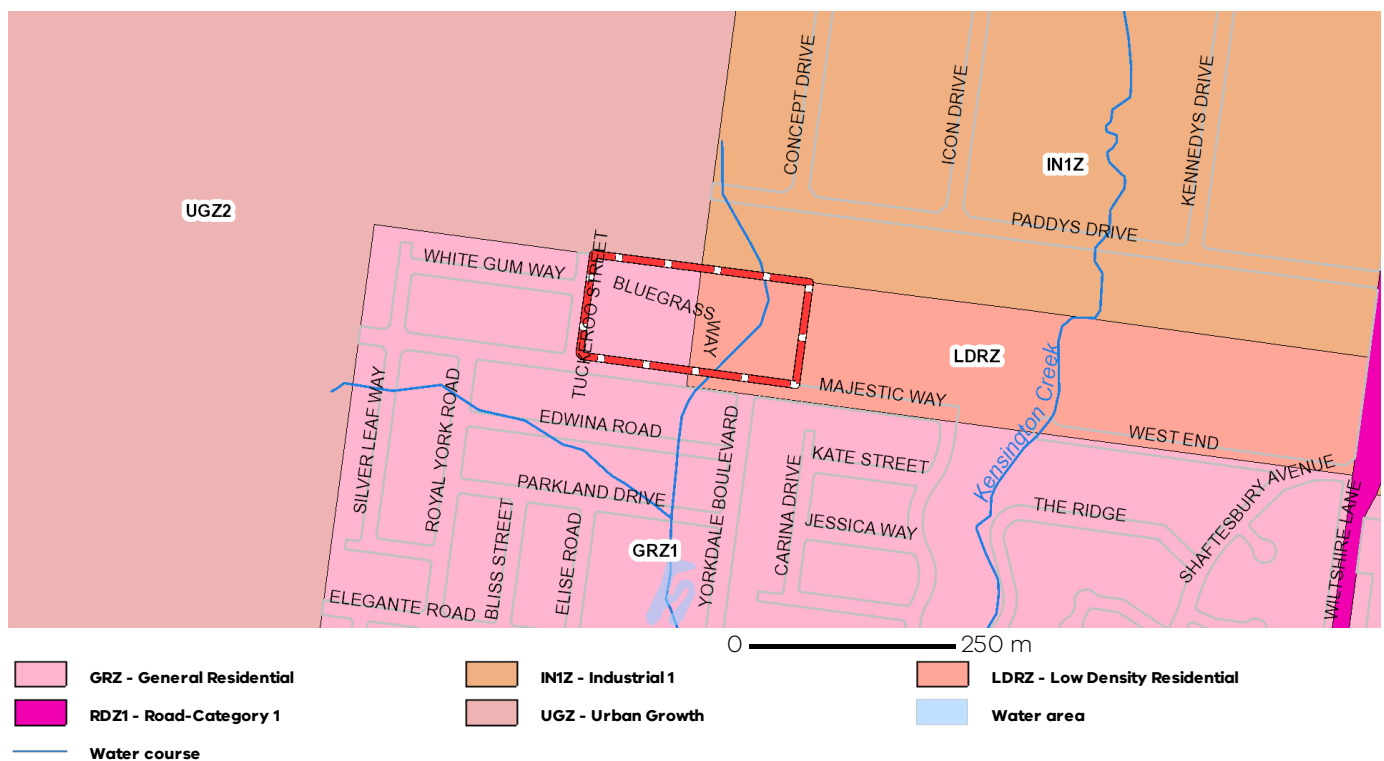 CONCEPT DRIVE
ICON DRIVE
KENNEDYS DRIVE
IN1Z
UGZ2
PADDYS DRIVE
WHITE GUM WAY
TUCKEROO STREET
BLUEGRASS WAY
LDRZ
MAJESTIC WAY
Kensington Creek
WEST END
SILVER LEAF WAY
ROYAL YORK ROAD
EDWINA ROAD
YORKDALE BOULEVARD
KATE STREET
SHAFTESBURY AVENUE
PARKLAND DRIVE
CARINA DRIVE
JESSICA WAY
THE RIDGE
WILTSHIRE LANE
BLISS STREET
ELISE ROAD
GRZ1
ELEGANTE ROAD
0 250 m
GRZ - General Residential
IN1Z - Industrial 1
LDRZ - Low Density Residential
RDZ1 - Road-Category 1
UGZ - Urban Growth
Water area
Water course